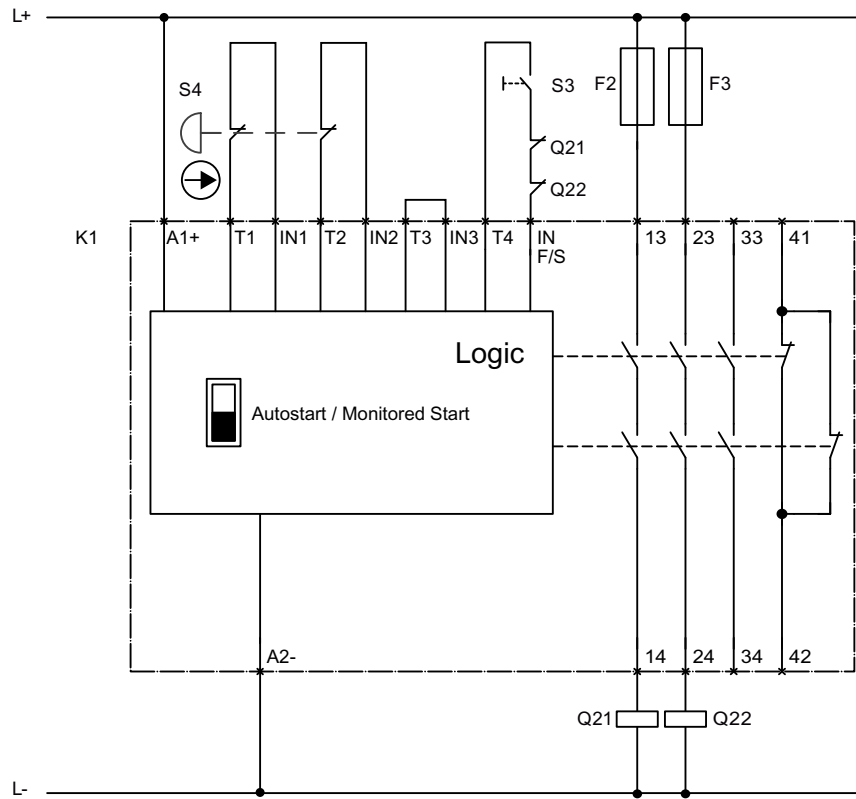 L+
S4
S3
F2
F3
Q21
Q22
K1
A1+
T1
IN1
T2
IN2
T3
IN3
T4
IN
F/S
13
23
33
41
Logic
Autostart / Monitored Start
A2-
14
24
34
42
Q21
Q22
L-